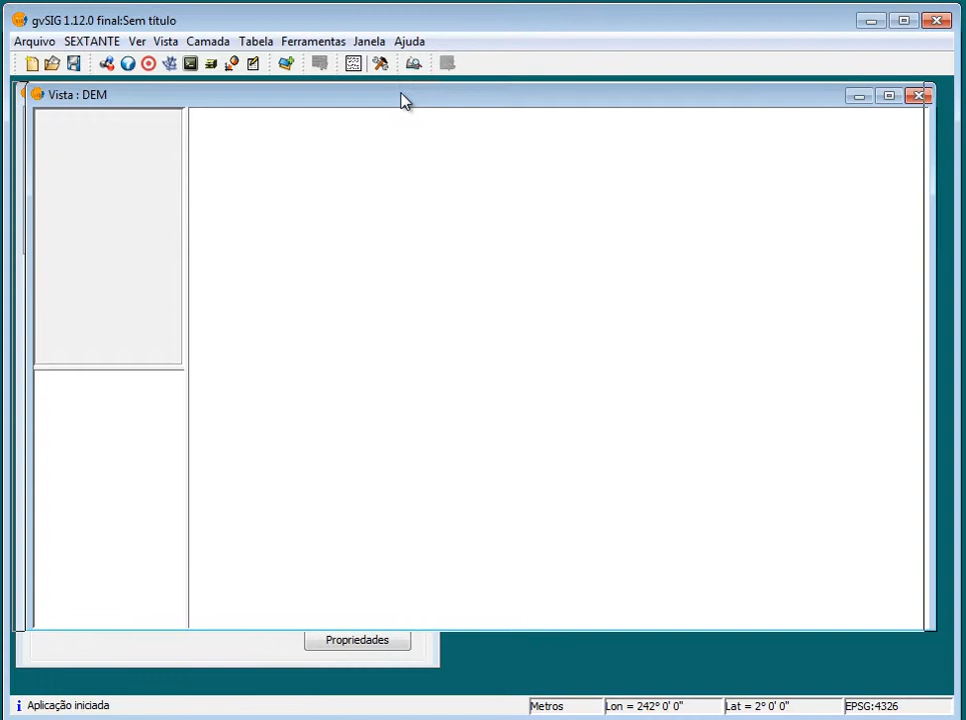 gvSIG 1.12.0 final:Sem título
Arquivo SEXTANTE Ver Vista Camada Tabela Ferramentas Janela Ajuda
Vista : DEM
Propriedades
Aplicação iniciada Metros Lon = 242° 0' 0" Lat = 2° 0' 0" EPSG:4326